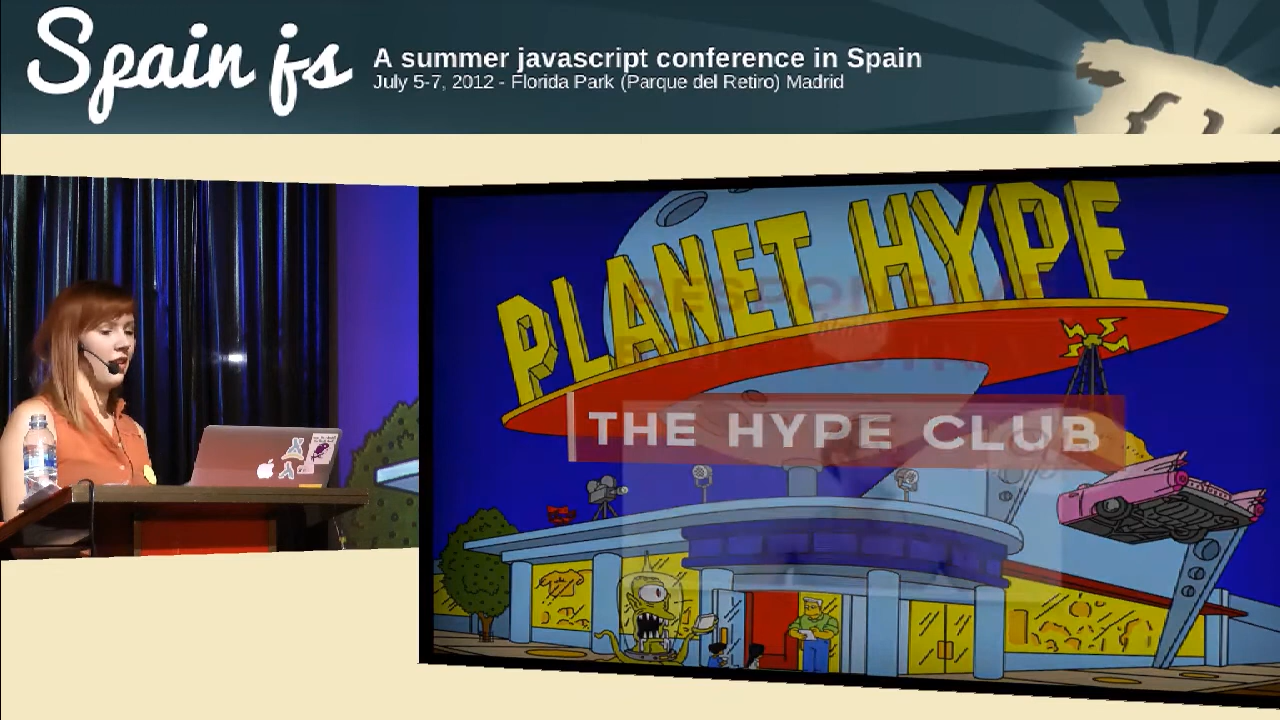 Spain js
A summer javascript conference in Spain
July 5-7, 2012 - Florida Park (Parque del Retiro) Madrid
PLANET HYPE
RESPONSIVE
THE HYPE CLUB